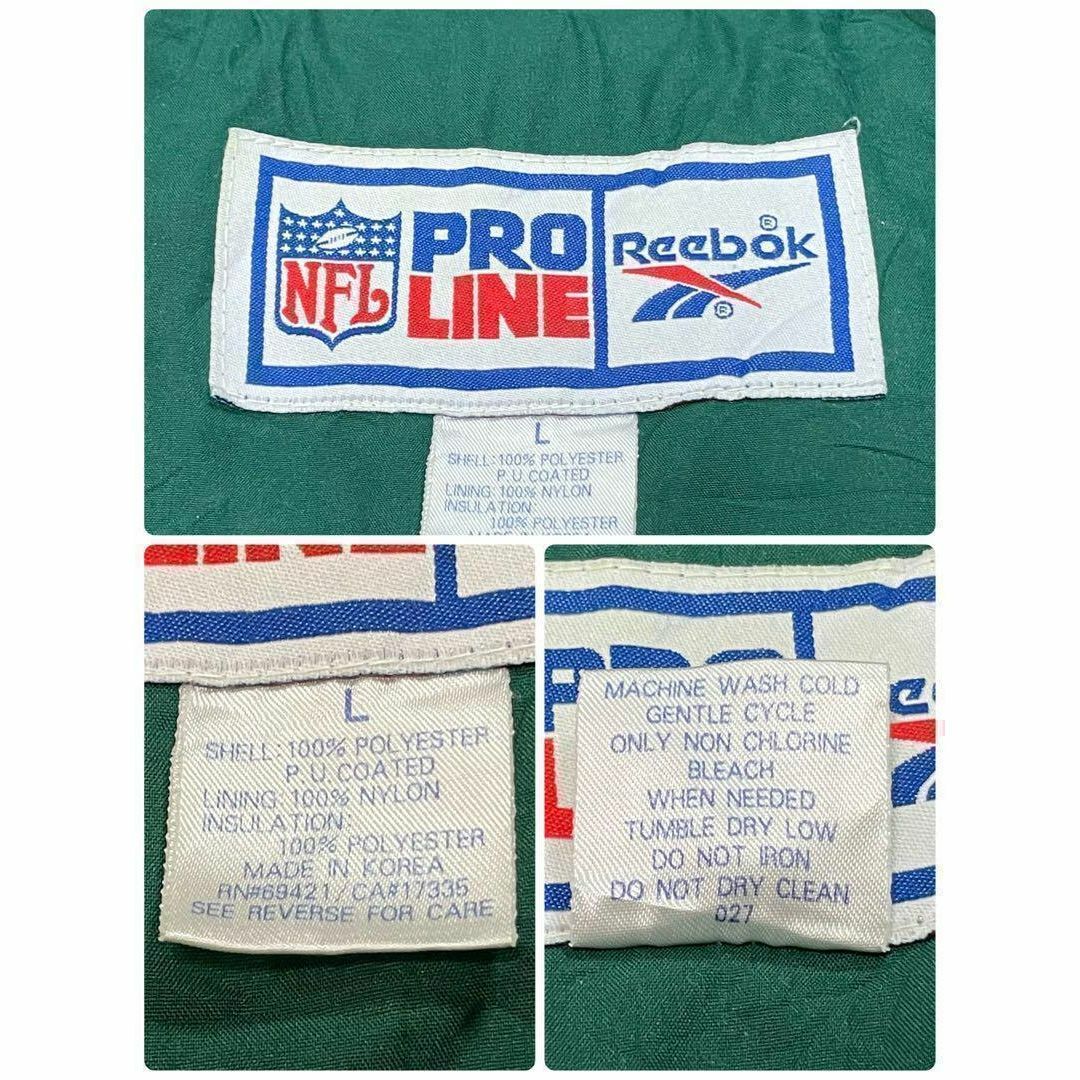 NFL PRO LINE Reebok ®
®
L
SHELL:100% POLYESTER
P.U.COATED
LINING:100% NYLON
INSULATION
100% POLYESTER
LINE
L
SHELL:100% POLYESTER
P.U.COATED
LINING:100% NYLON
INSULATION:
100% POLYESTER
MADE IN KOREA
RN#69421/CA#17335
SEE REVERSE FOR CARE
PRO Ree
MACHINE WASH COLD
GENTLE CYCLE
ONLY NON CHLORINE
BLEACH
WHEN NEEDED
TUMBLE DRY LOW
DO NOT IRON
DO NOT DRY CLEAN
027